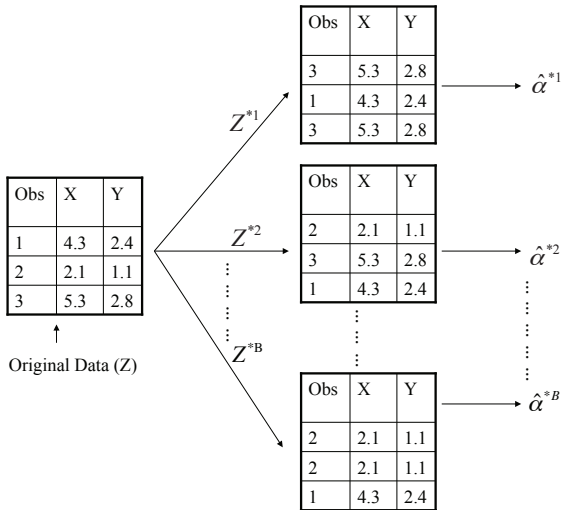 Obs X Y
3 5.3 2.8
1 4.3 2.4
3 5.3 2.8
α̂*1
Z*1
Obs X Y
1 4.3 2.4
2 2.1 1.1
3 5.3 2.8
Original Data (Z)
Z*2
Obs X Y
2 2.1 1.1
3 5.3 2.8
1 4.3 2.4
α̂*2
Z*B
Obs X Y
2 2.1 1.1
2 2.1 1.1
1 4.3 2.4
α̂*B